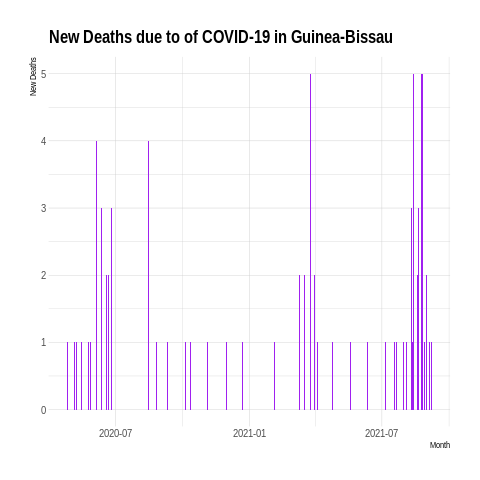 New Deaths due to of COVID-19 in Guinea-Bissau
New Deaths
5
4
3
2
1
0
2020-07 2021-01 2021-07
Month